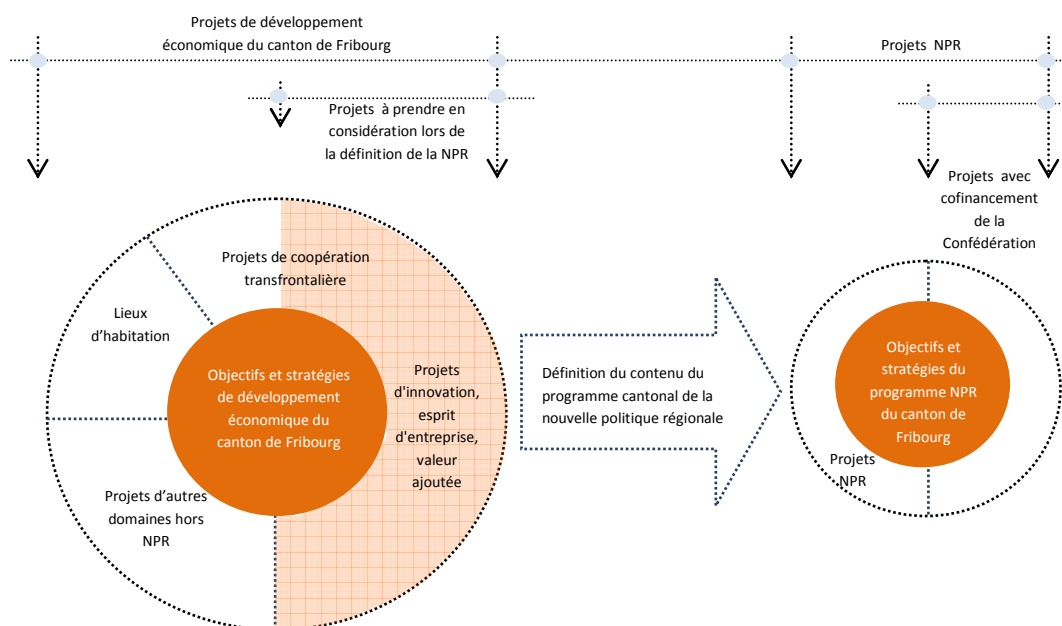 Projets de développement
économique du canton de Fribourg
Projets NPR
Projets à prendre en
considération lors de
la définition de la NPR
Projets avec
cofinancement
de la
Confédération
Projets de coopération
transfrontalière
Lieux
d'habitation
Objectifs et stratégies
de développement
économique du
canton de Fribourg
Projets
d'innovation,
esprit
d'entreprise,
valeur
ajoutée
Projets d'autres
domaines hors
NPR
Définition du contenu du
programme cantonal de la
nouvelle politique régionale
Objectifs et
stratégies du
programme NPR
du canton de
Fribourg
Projets
NPR